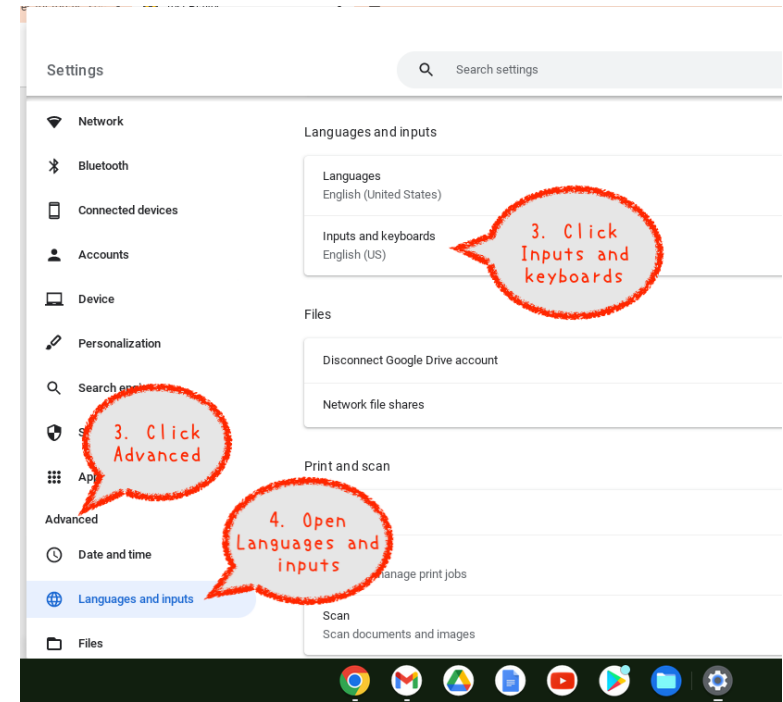 Settings
Search settings
Network
Bluetooth
Connected devices
Accounts
Device
Personalization
Search
3. Click
Advanced
Advanced
Date and time
Languages and inputs
Files
4. Open
Languages and
inputs
Languages and inputs
Languages
English (United States)
Inputs and keyboards
English (US)
3. Click
Inputs and
keyboards
Files
Disconnect Google Drive account
Network file shares
Print and scan
manage print jobs
Scan
Scan documents and images